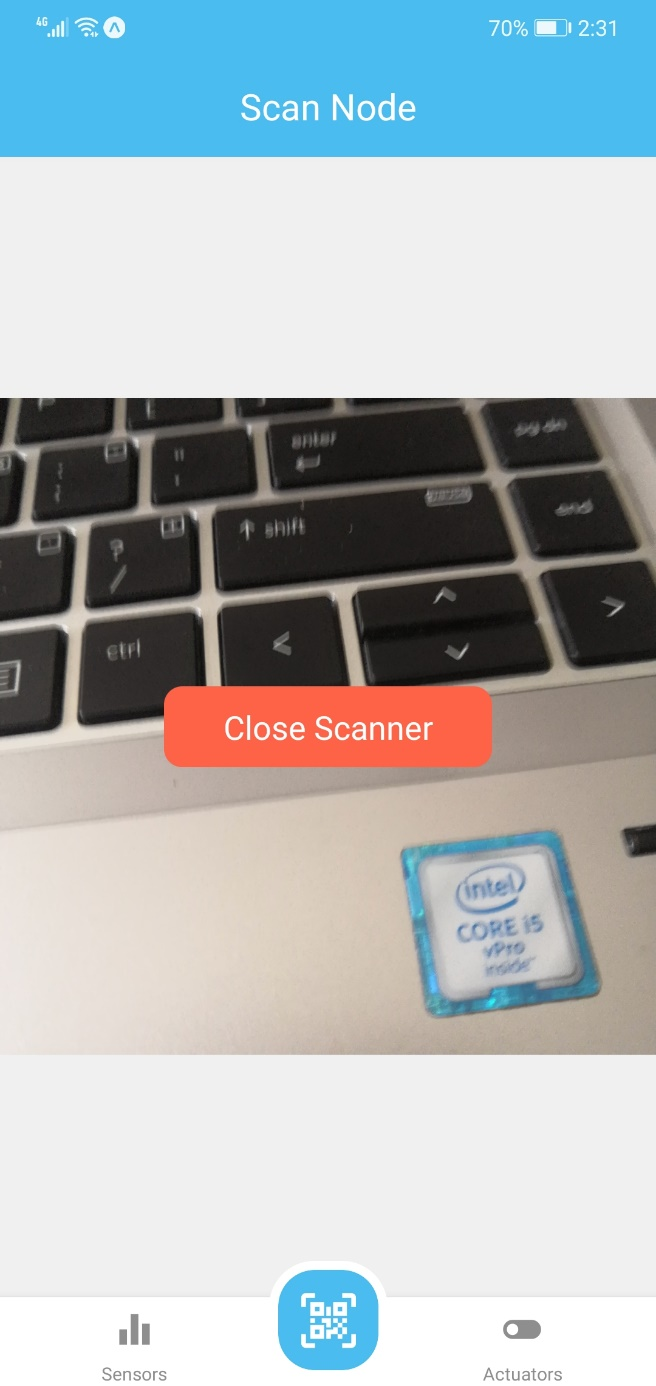 4G 70% 2:31
Scan Node
enter
pg dn
↑ shift
end
?
/
ctrl
Close Scanner
intel
CORE i5
vPro
inside™
Sensors
Actuators